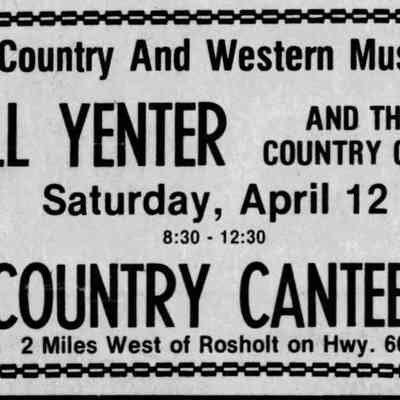 Country And Western Mus
LL YENTER AND TH
COUNTRY C
Saturday, April 12
8:30 - 12:30
COUNTRY CANTEE
2 Miles West of Rosholt on Hwy. 66